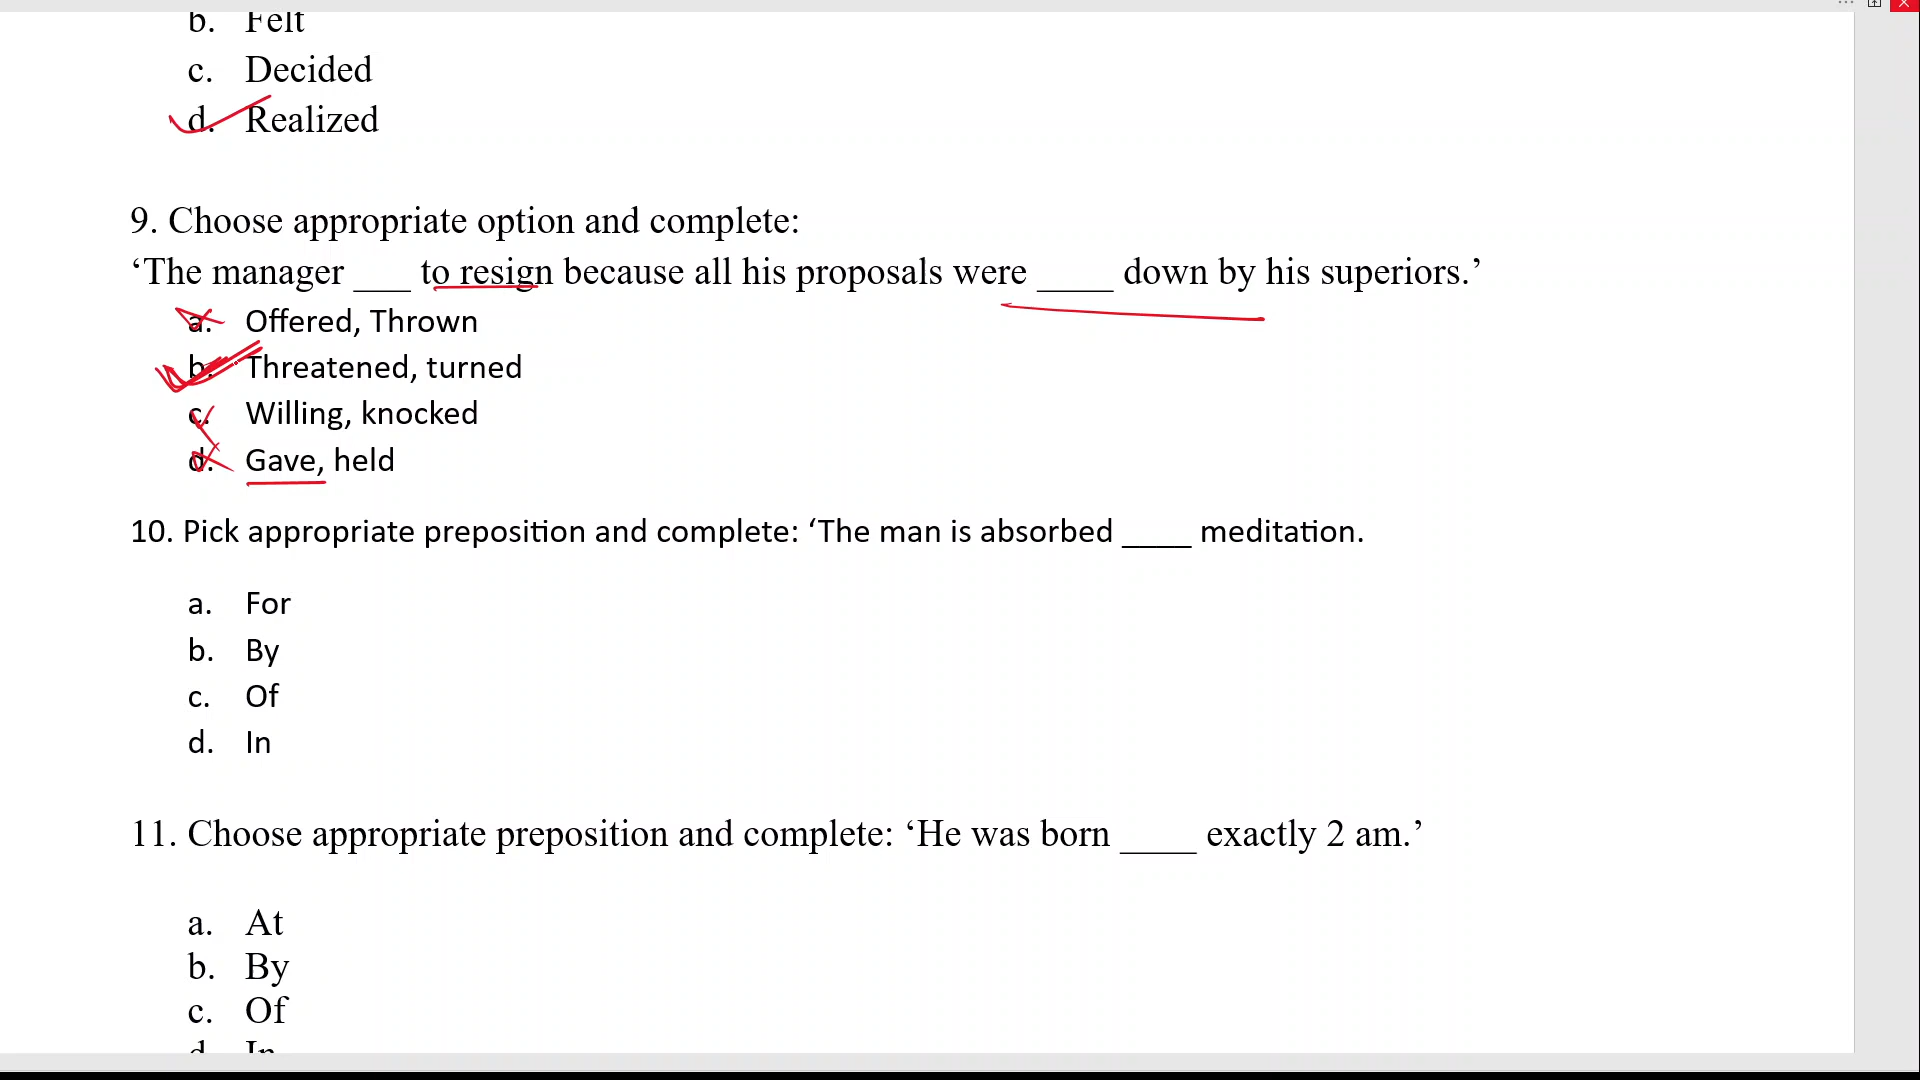 b. Felt
c. Decided
d. Realized
9. Choose appropriate option and complete:
‘The manager ___ to resign because all his proposals were ____ down by his superiors.’
a. Offered, Thrown
b. Threatened, turned
c. Willing, knocked
d. Gave, held
10. Pick appropriate preposition and complete: ‘The man is absorbed ____ meditation.
a. For
b. By
c. Of
d. In
11. Choose appropriate preposition and complete: ‘He was born ____ exactly 2 am.’
a. At
b. By
c. Of
d. In